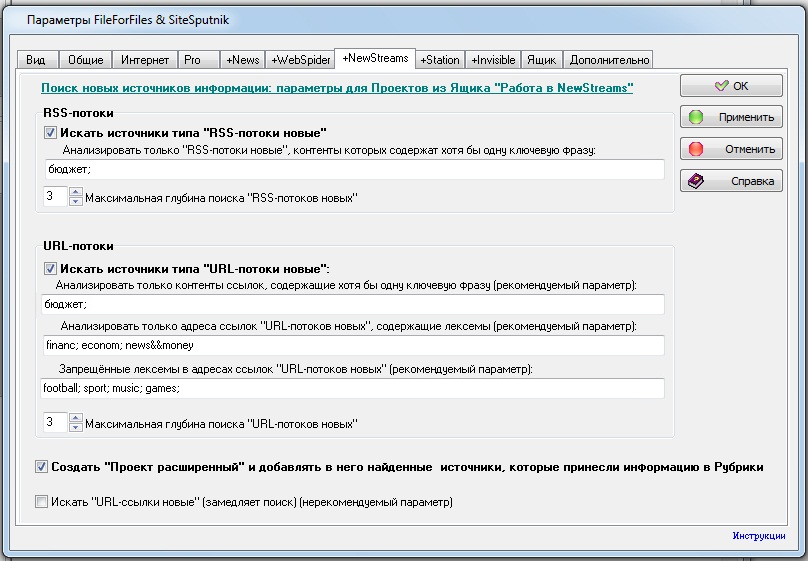 Параметры FileForFiles & SiteSputnik
Вид Общие Интернет Pro +News +WebSpider +NewStreams +Station +Invisible Ящик Дополнительно
Поиск новых источников информации: параметры для Проектов из Ящика "Работа в NewStreams"
OK
Применить
Отменить
Справка
RSS-потоки
Искать источники типа "RSS-потоки новые"
Анализировать только "RSS-потоки новые", контенты которых содержат хотя бы одну ключевую фразу:
бюджет;
3 Максимальная глубина поиска "RSS-потоков новых"
URL-потоки
Искать источники типа "URL-потоки новые":
Анализировать только контенты ссылок, содержащие хотя бы одну ключевую фразу (рекомендуемый параметр):
бюджет;
Анализировать только адреса ссылок "URL-потоков новых", содержащие лексемы (рекомендуемый параметр):
financ; econom; news&&money
Запрещённые лексемы в адресах ссылок "URL-потоков новых" (рекомендуемый параметр):
football; sport; music; games;
3 Максимальная глубина поиска "URL-потоков новых"
Создать "Проект расширенный" и добавлять в него найденные источники, которые принесли информацию в Рубрики
Искать "URL-ссылки новые" (замедляет поиск) (нерекомендуемый параметр)
Инструкции